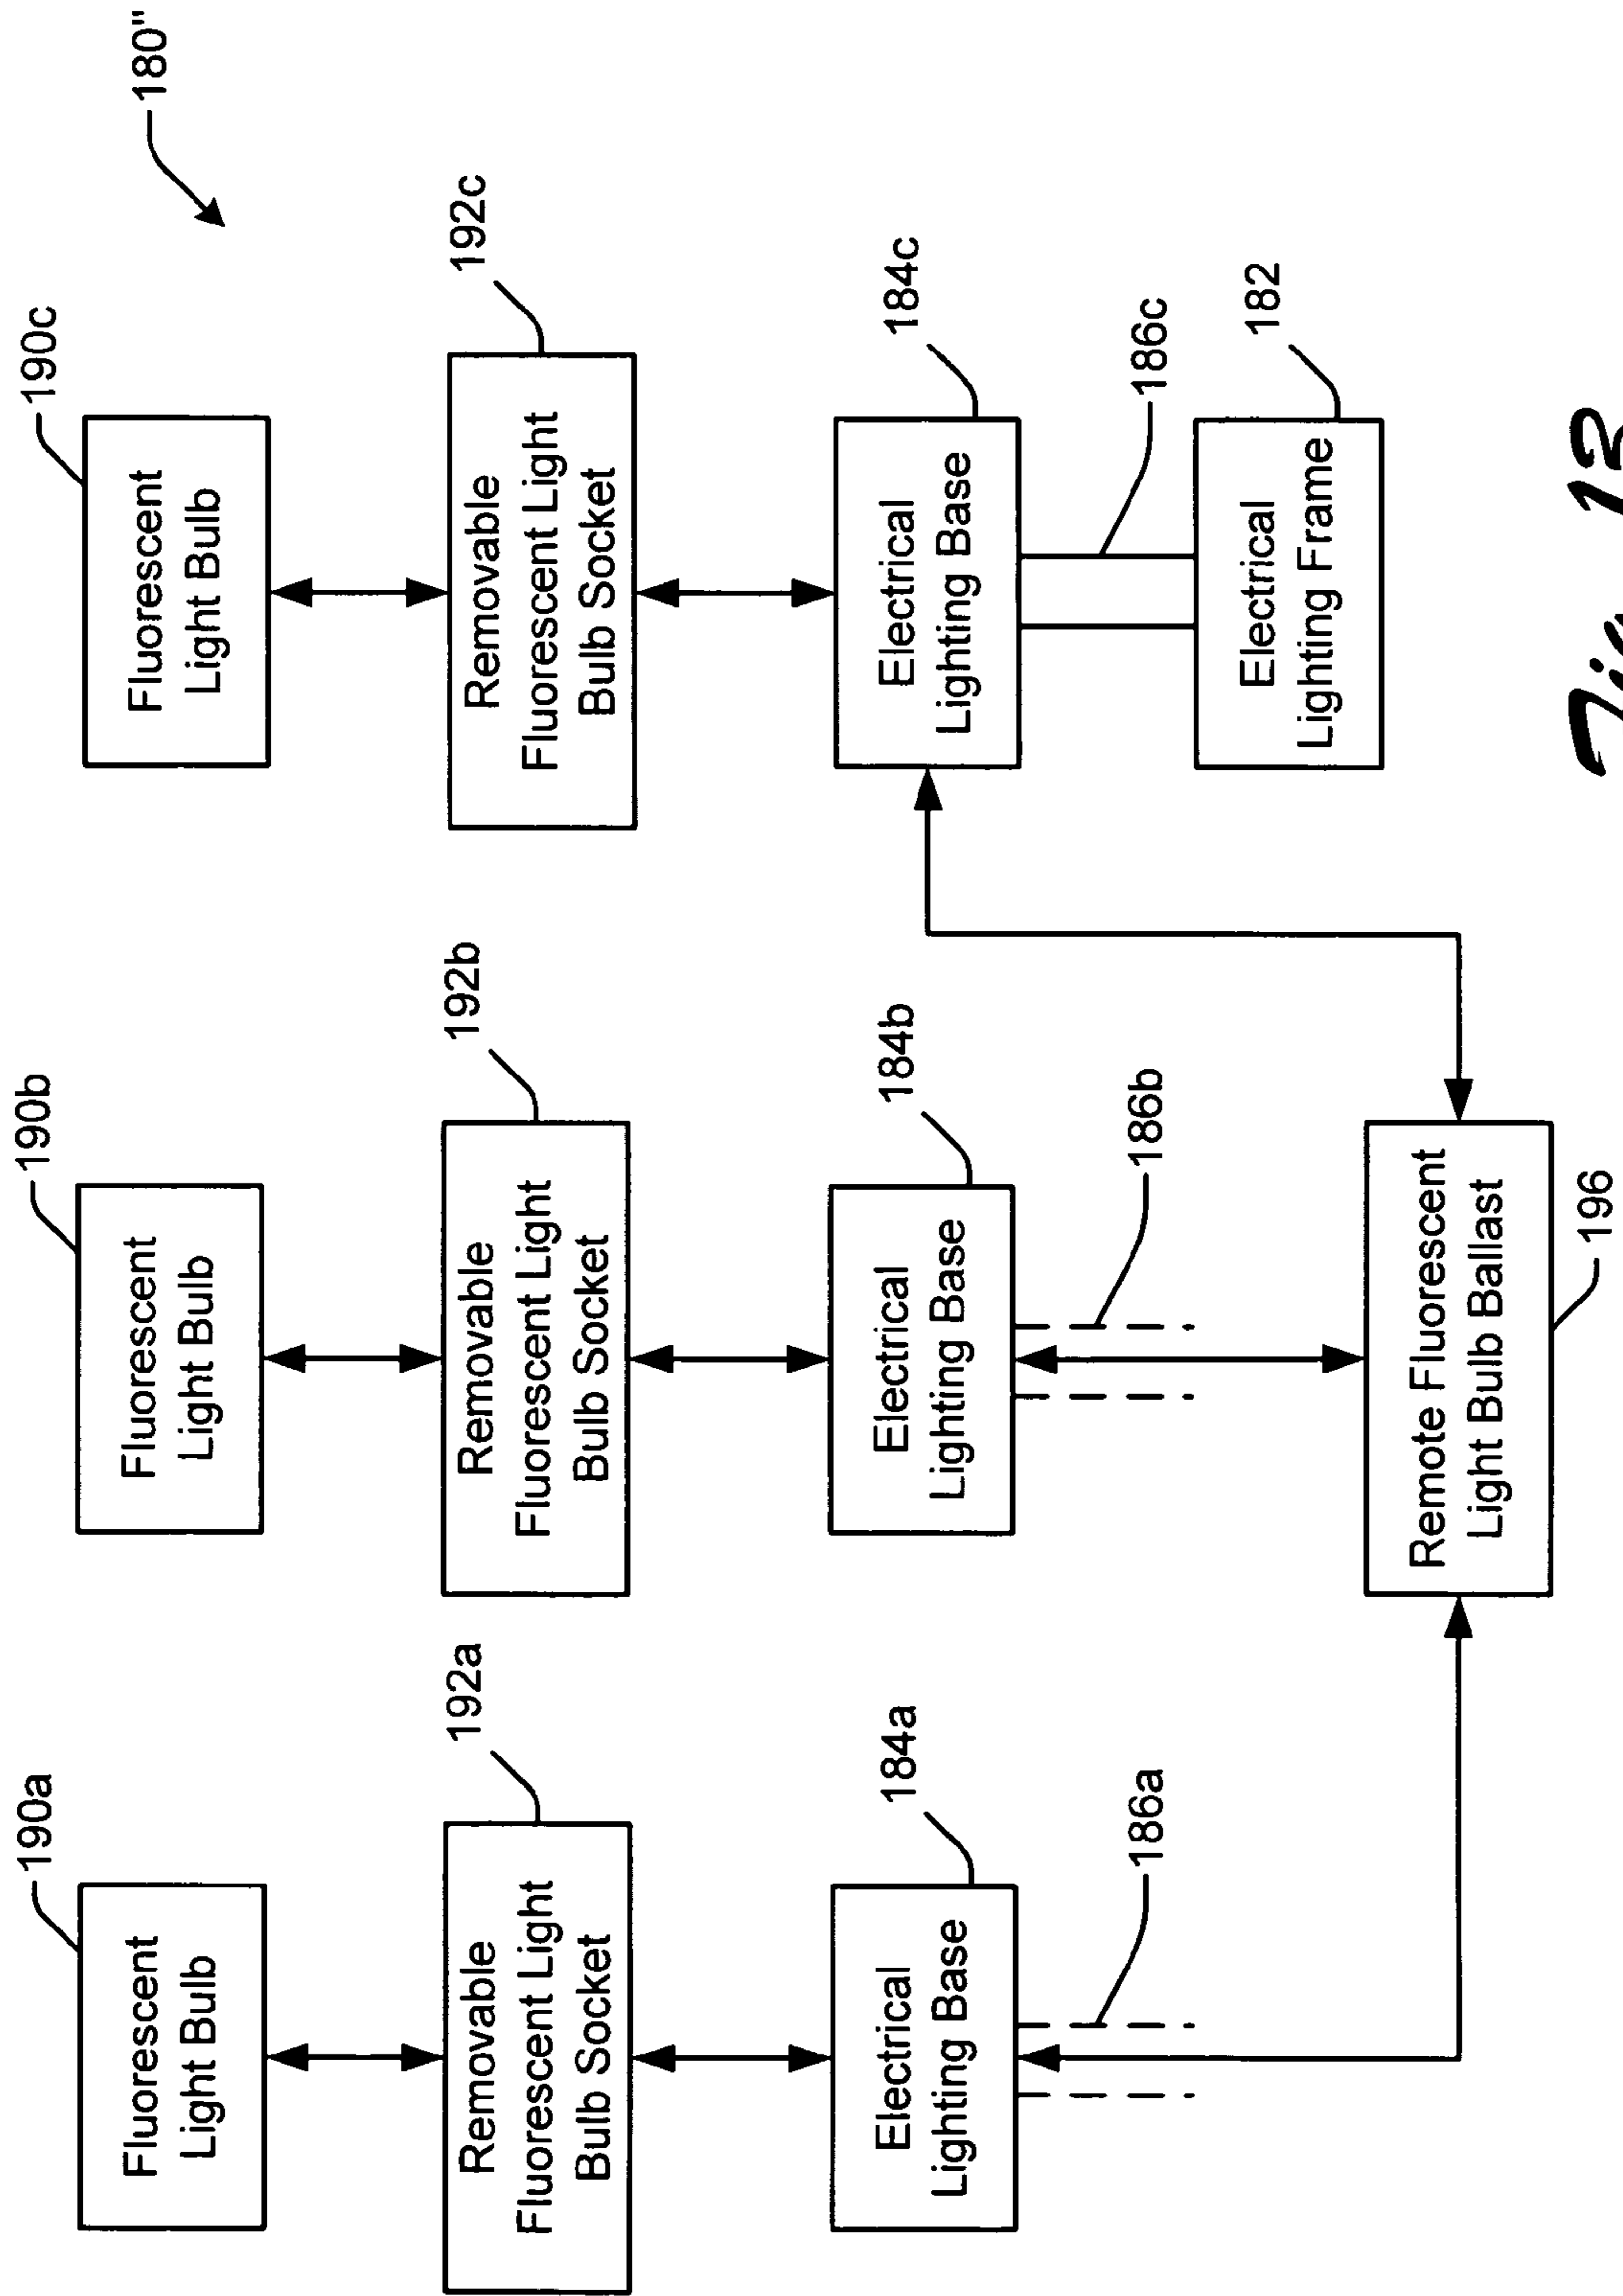 180"
190a
Fluorescent
Light Bulb
190b
Fluorescent
Light Bulb
190c
Fluorescent
Light Bulb
192a
Removable
Fluorescent Light
Bulb Socket
192b
Removable
Fluorescent Light
Bulb Socket
192c
Removable
Fluorescent Light
Bulb Socket
184a
Electrical
Lighting Base
184b
Electrical
Lighting Base
184c
Electrical
Lighting Base
186a
186b
186c
182
Electrical
Lighting Frame
Remote Fluorescent
Light Bulb Ballast
196